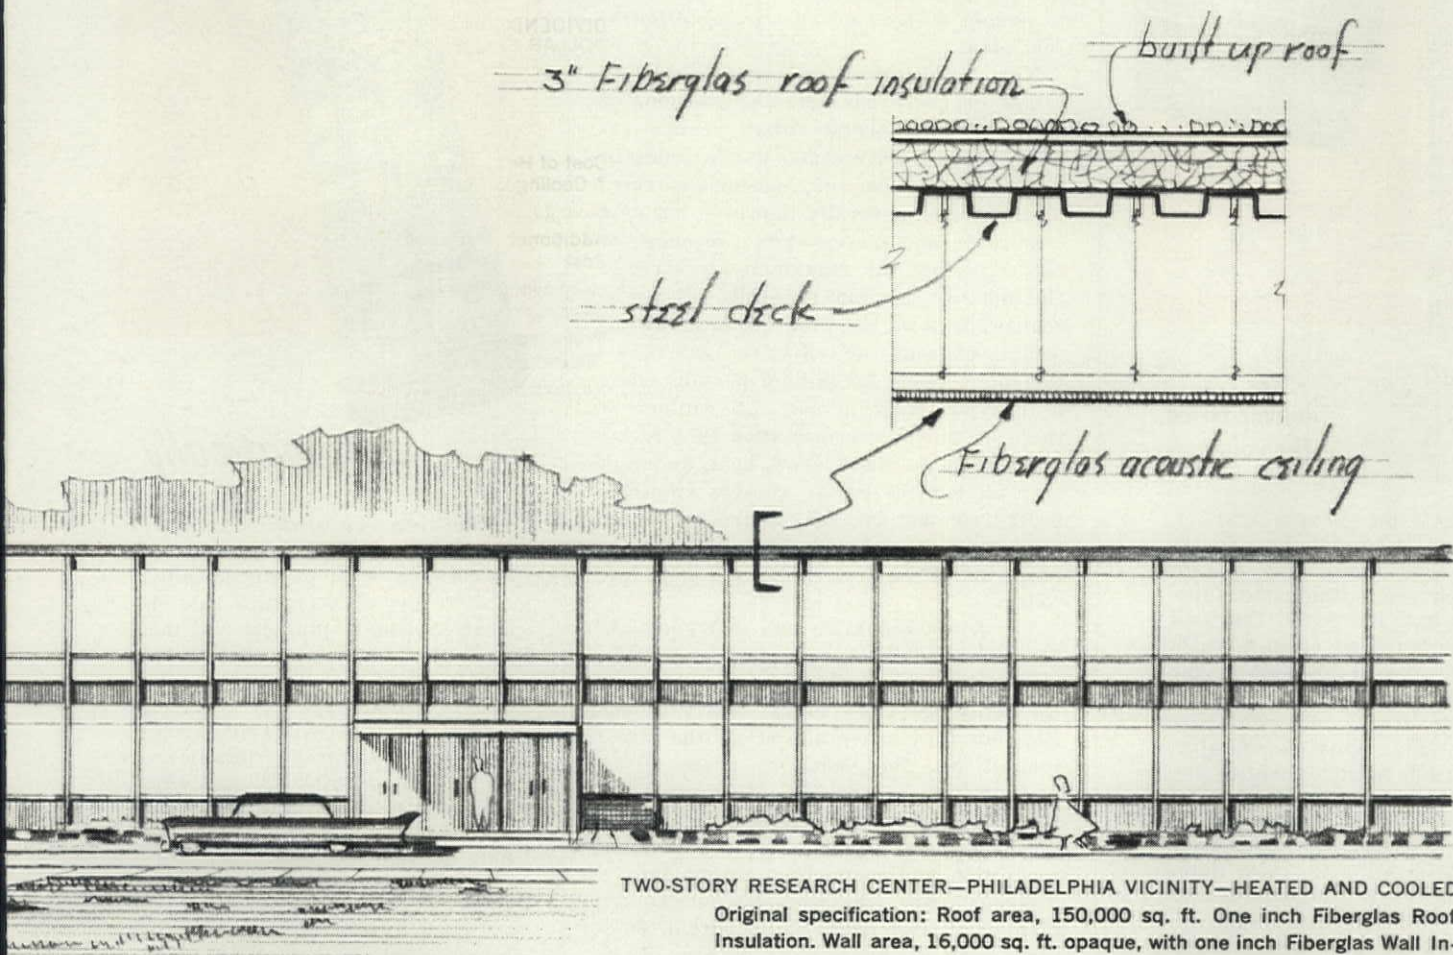 built up roof
3" Fiberglas roof insulation
steel deck
Fiberglas acoustic ceiling
TWO-STORY RESEARCH CENTER—PHILADELPHIA VICINITY—HEATED AND COOLED
Original specification: Roof area, 150,000 sq. ft. One inch Fiberglas Roof
Insulation. Wall area, 16,000 sq. ft. opaque, with one inch Fiberglas Wall In-